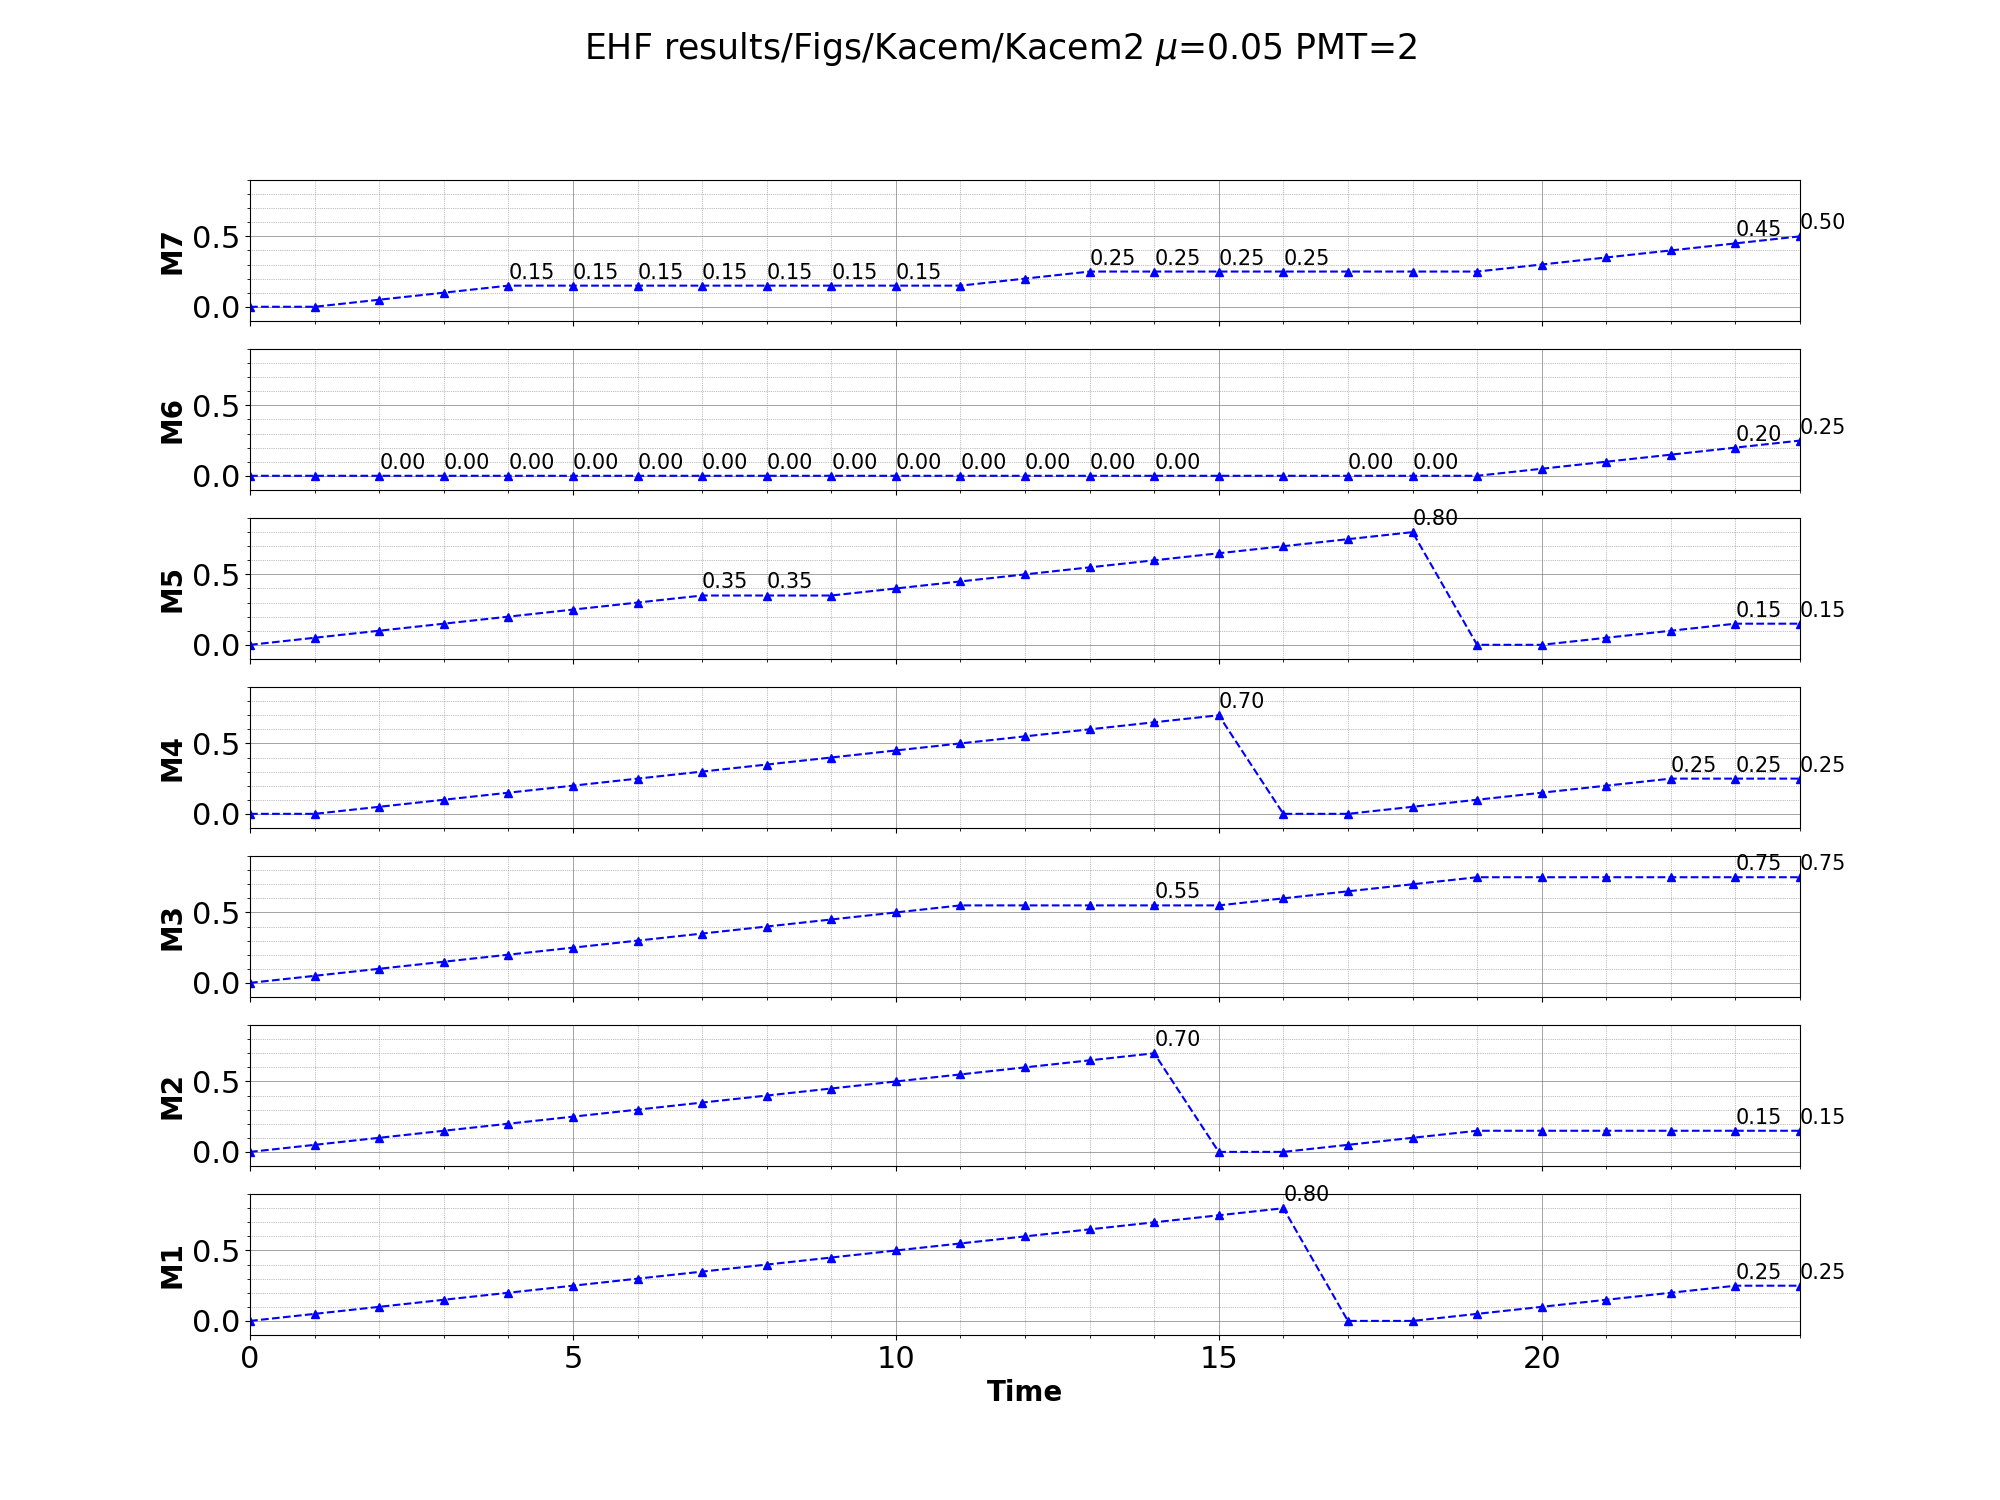 EHF results/Figs/Kacem/Kacem2 μ=0.05 PMT=2
M7
0.5
0.0
0.15 0.15 0.15 0.15 0.15 0.15 0.15 0.25 0.25 0.25 0.25 0.45 0.50
M6
0.5
0.0
0.00 0.00 0.00 0.00 0.00 0.00 0.00 0.00 0.00 0.00 0.00 0.00 0.00 0.00 0.00 0.20 0.25
M5
0.5
0.0
0.35 0.35 0.80 0.15 0.15
M4
0.5
0.0
0.70 0.25 0.25 0.25
M3
0.5
0.0
0.55 0.75 0.75
M2
0.5
0.0
0.70 0.15 0.15
M1
0.5
0.0
0.80 0.25 0.25
0 5 10 15 20
Time